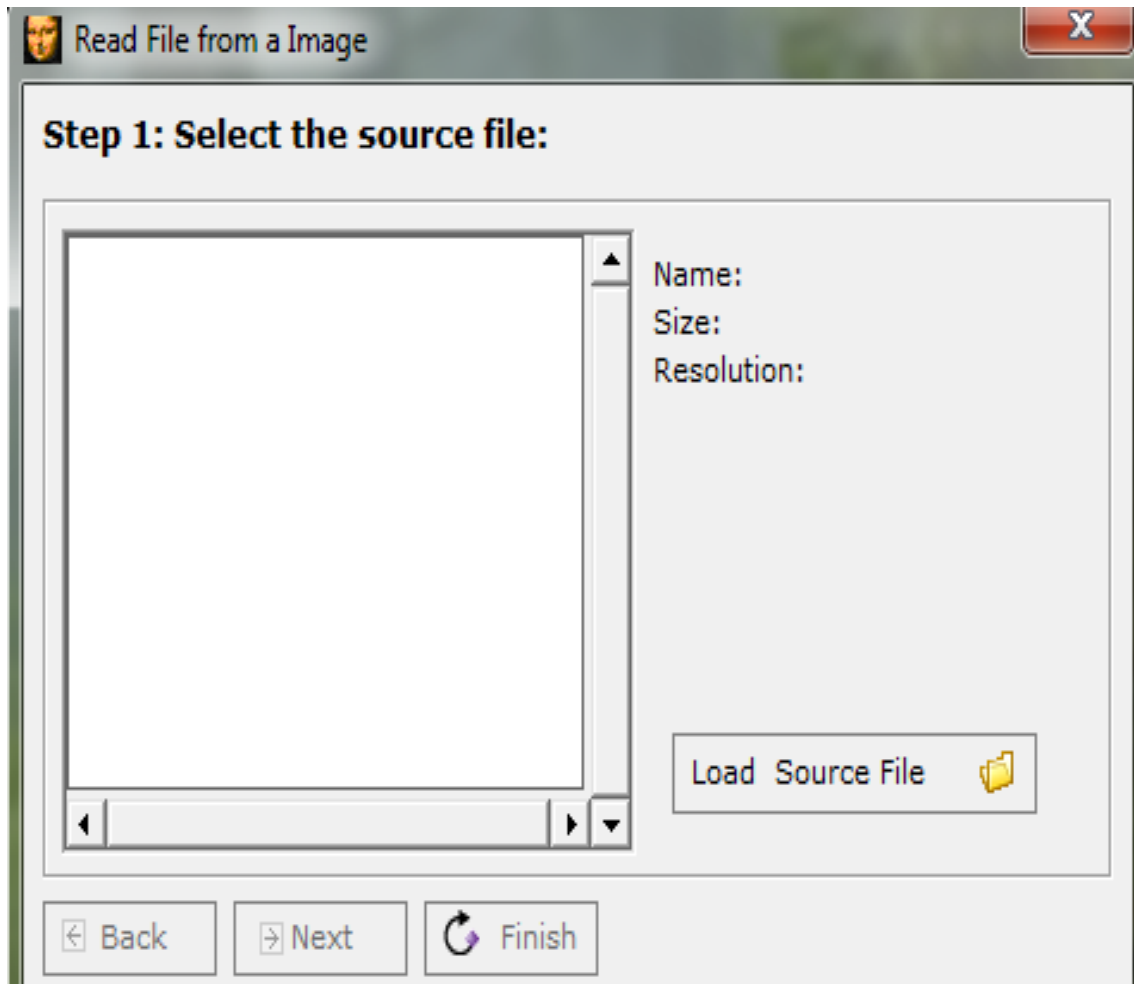 Read File from a Image
X
Step 1: Select the source file:
Name:
Size:
Resolution:
Load Source File
Back
Next
Finish